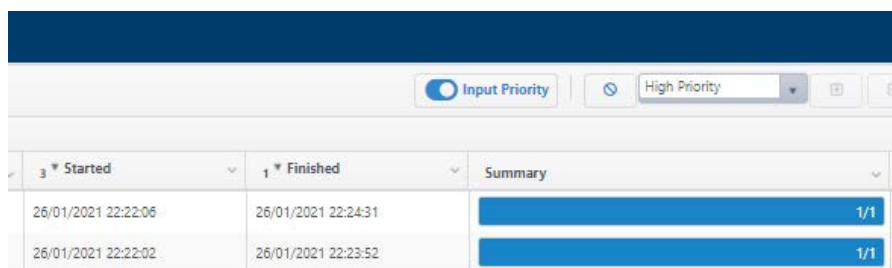 Input Priority High Priority
3 Started 1 Finished Summary
26/01/2021 22:22:06 26/01/2021 22:24:31 1/1
26/01/2021 22:22:02 26/01/2021 22:23:52 1/1